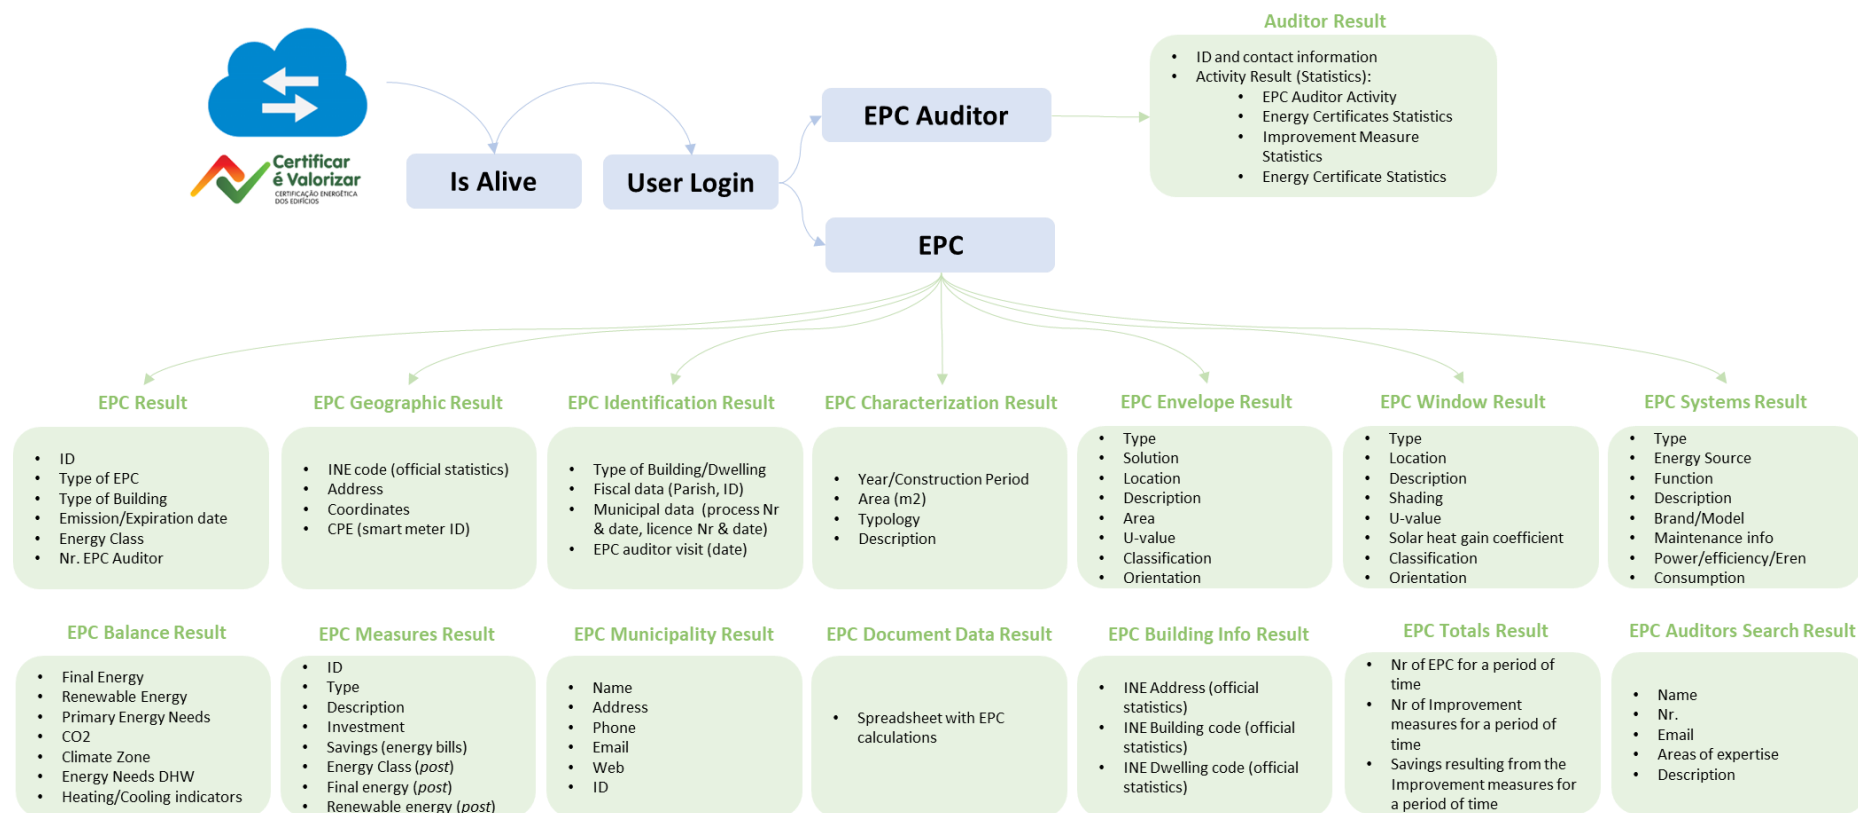 Auditor Result
• ID and contact information
• Activity Result (Statistics):
• EPC Auditor Activity
• Energy Certificates Statistics
• Improvement Measure
Statistics
• Energy Certificate Statistics
Certificar
é Valorizar
CERTIFICAÇÃO ENERGÉTICA
DOS EDIFÍCIOS
Is Alive
User Login
EPC Auditor
EPC
EPC Result
• ID
• Type of EPC
• Type of Building
• Emission/Expiration date
• Energy Class
• Nr. EPC Auditor
EPC Geographic Result
• INE code (official statistics)
• Address
• Coordinates
• CPE (smart meter ID)
EPC Identification Result
• Type of Building/Dwelling
• Fiscal data (Parish, ID)
• Municipal data (process Nr
& date, licence Nr & date)
• EPC auditor visit (date)
EPC Characterization Result
• Year/Construction Period
• Area (m2)
• Typology
• Description
EPC Envelope Result
• Type
• Solution
• Location
• Description
• Area
• U-value
• Classification
• Orientation
EPC Window Result
• Type
• Location
• Description
• Shading
• U-value
• Solar heat gain coefficient
• Classification
• Orientation
EPC Systems Result
• Type
• Energy Source
• Function
• Description
• Brand/Model
• Maintenance info
• Power/efficiency/Eren
• Consumption
EPC Balance Result
• Final Energy
• Renewable Energy
• Primary Energy Needs
• CO2
• Climate Zone
• Energy Needs DHW
• Heating/Cooling indicators
EPC Measures Result
• ID
• Type
• Description
• Investment
• Savings (energy bills)
• Energy Class (post)
• Final energy (post)
• Renewable energy (post)
EPC Municipality Result
• Name
• Address
• Phone
• Email
• Web
• ID
EPC Document Data Result
• Spreadsheet with EPC
calculations
EPC Building Info Result
• INE Address (official
statistics)
• INE Building code (official
statistics)
• INE Dwelling code (official
statistics)
EPC Totals Result
• Nr of EPC for a period of
time
• Nr of Improvement
measures for a period of
time
• Savings resulting from the
Improvement measures for
a period of time
EPC Auditors Search Result
• Name
• Nr.
• Email
• Areas of expertise
• Description